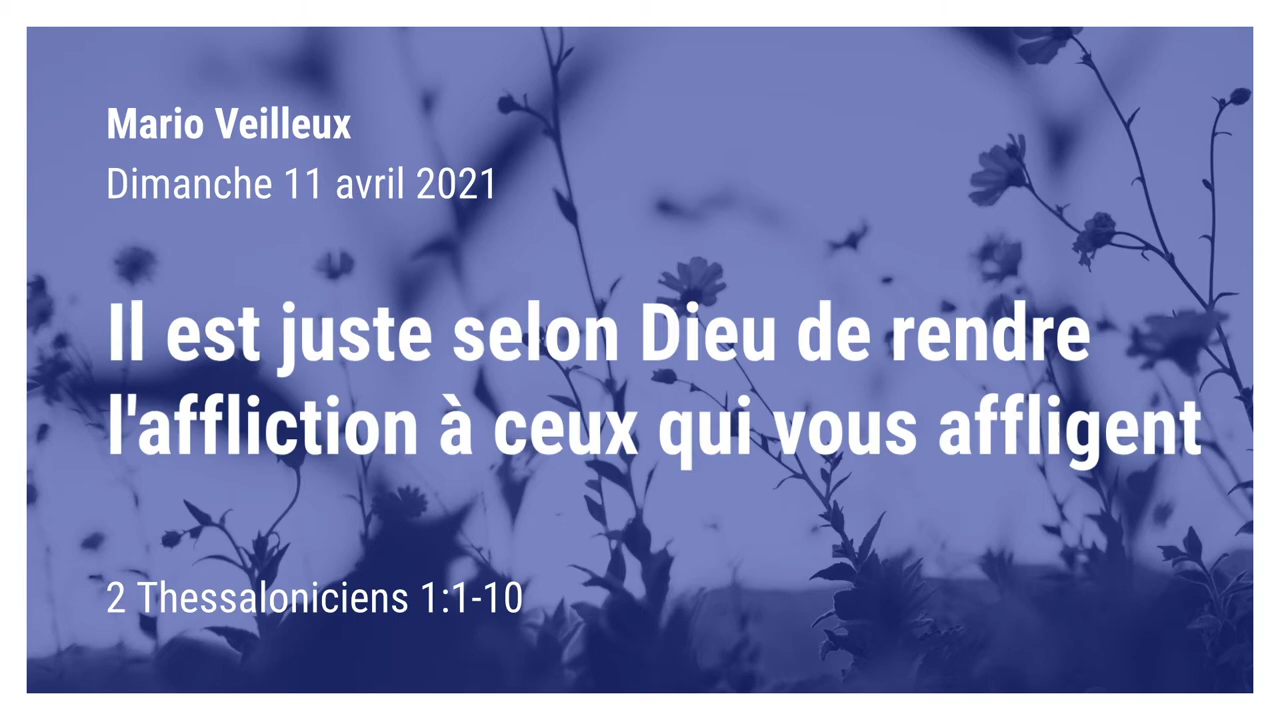 Mario Veilleux
Dimanche 11 avril 2021
Il est juste selon Dieu de rendre
l'affliction à ceux qui vous affligent
2 Thessaloniciens 1:1-10